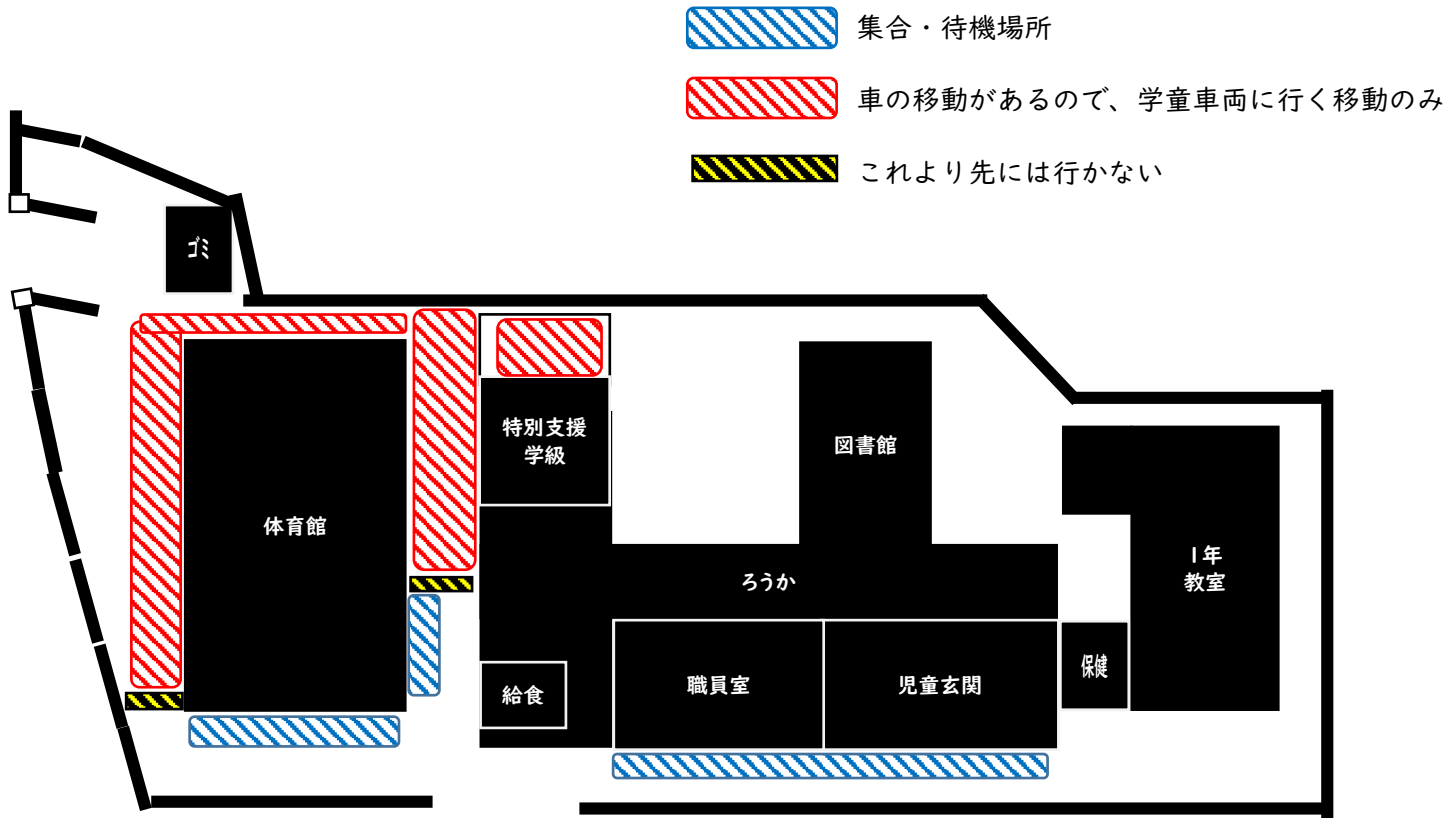 集合・待機場所
車の移動があるので、学童車両に行く移動のみ
これより先には行かない
ゴミ
特別支援
学級
図書館
体育館
1年
教室
ろうか
保健
職員室
児童玄関
給食